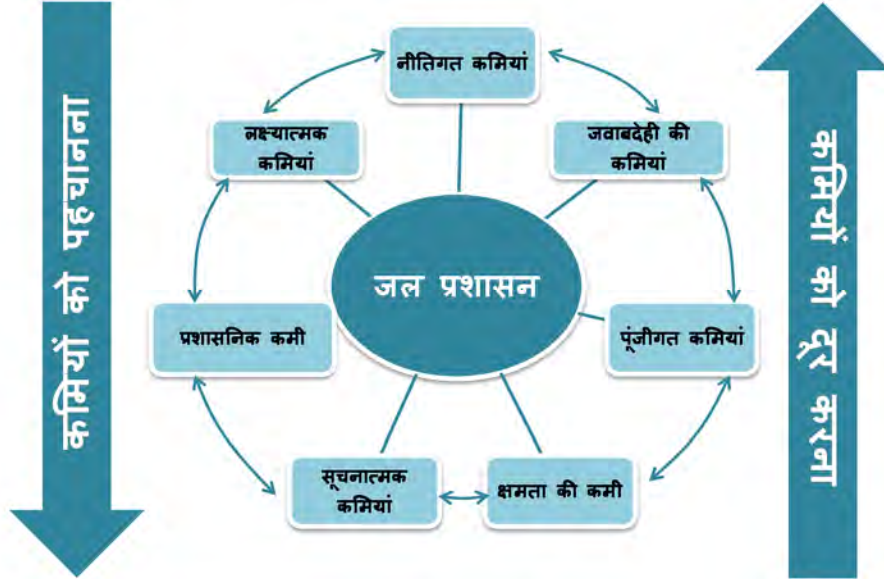 कमियों को पहचानना
नीतिगत कमियां
लक्ष्यात्मक
कमियां
जवाबदेही की
कमियां
जल प्रशासन
प्रशासनिक कमी
पूंजीगत कमियां
सूचनात्मक
कमियां
क्षमता की कमी
कमियों को दूर करना